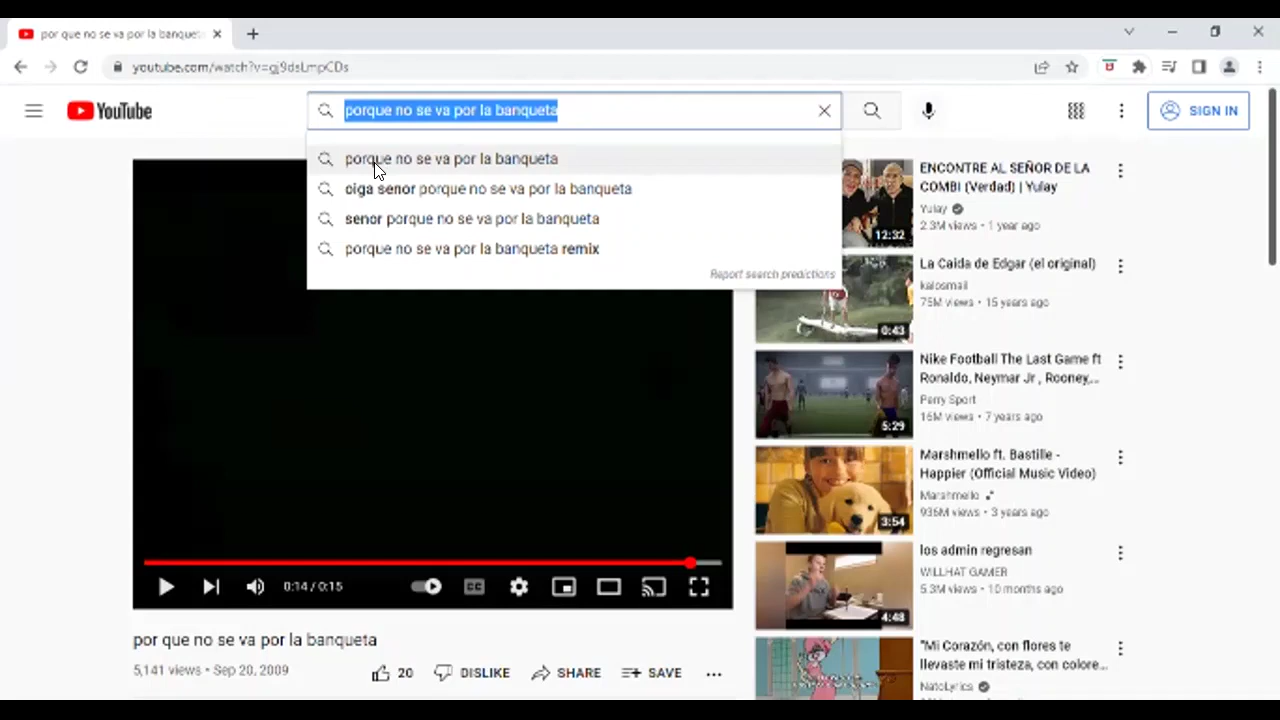 por que no se va por la banquet
youtube.com/watch?v=gj9dsLmpCDs
YouTube
porque no se va por la banqueta
SIGN IN
porque no se va por la banqueta
oiga senor porque no se va por la banqueta
senor porque no se va por la banqueta
porque no se va por la banqueta remix
Report search predictions
0:14 / 0:15
CC
por que no se va por la banqueta
5,141 views • Sep 20, 2009
20
DISLIKE
SHARE
SAVE
12:32
ENCONTRE AL SEÑOR DE LA
COMBI (Verdad) | Yulay
Yulay
2.3M views • 1 year ago
0:43
La Caida de Edgar (el original)
kalosmail
75M views • 15 years ago
5:29
Nike Football The Last Game ft
Ronaldo, Neymar Jr , Rooney,...
Perry Sport
16M views • 7 years ago
3:54
Marshmello ft. Bastille -
Happier (Official Music Video)
Marshmello
936M views • 3 years ago
4:48
los admin regresan
WILLHAT GAMER
5.3M views • 10 months ago
"Mi Corazón, con flores te
llevaste mi tristeza, con colore...
NatoLyrics